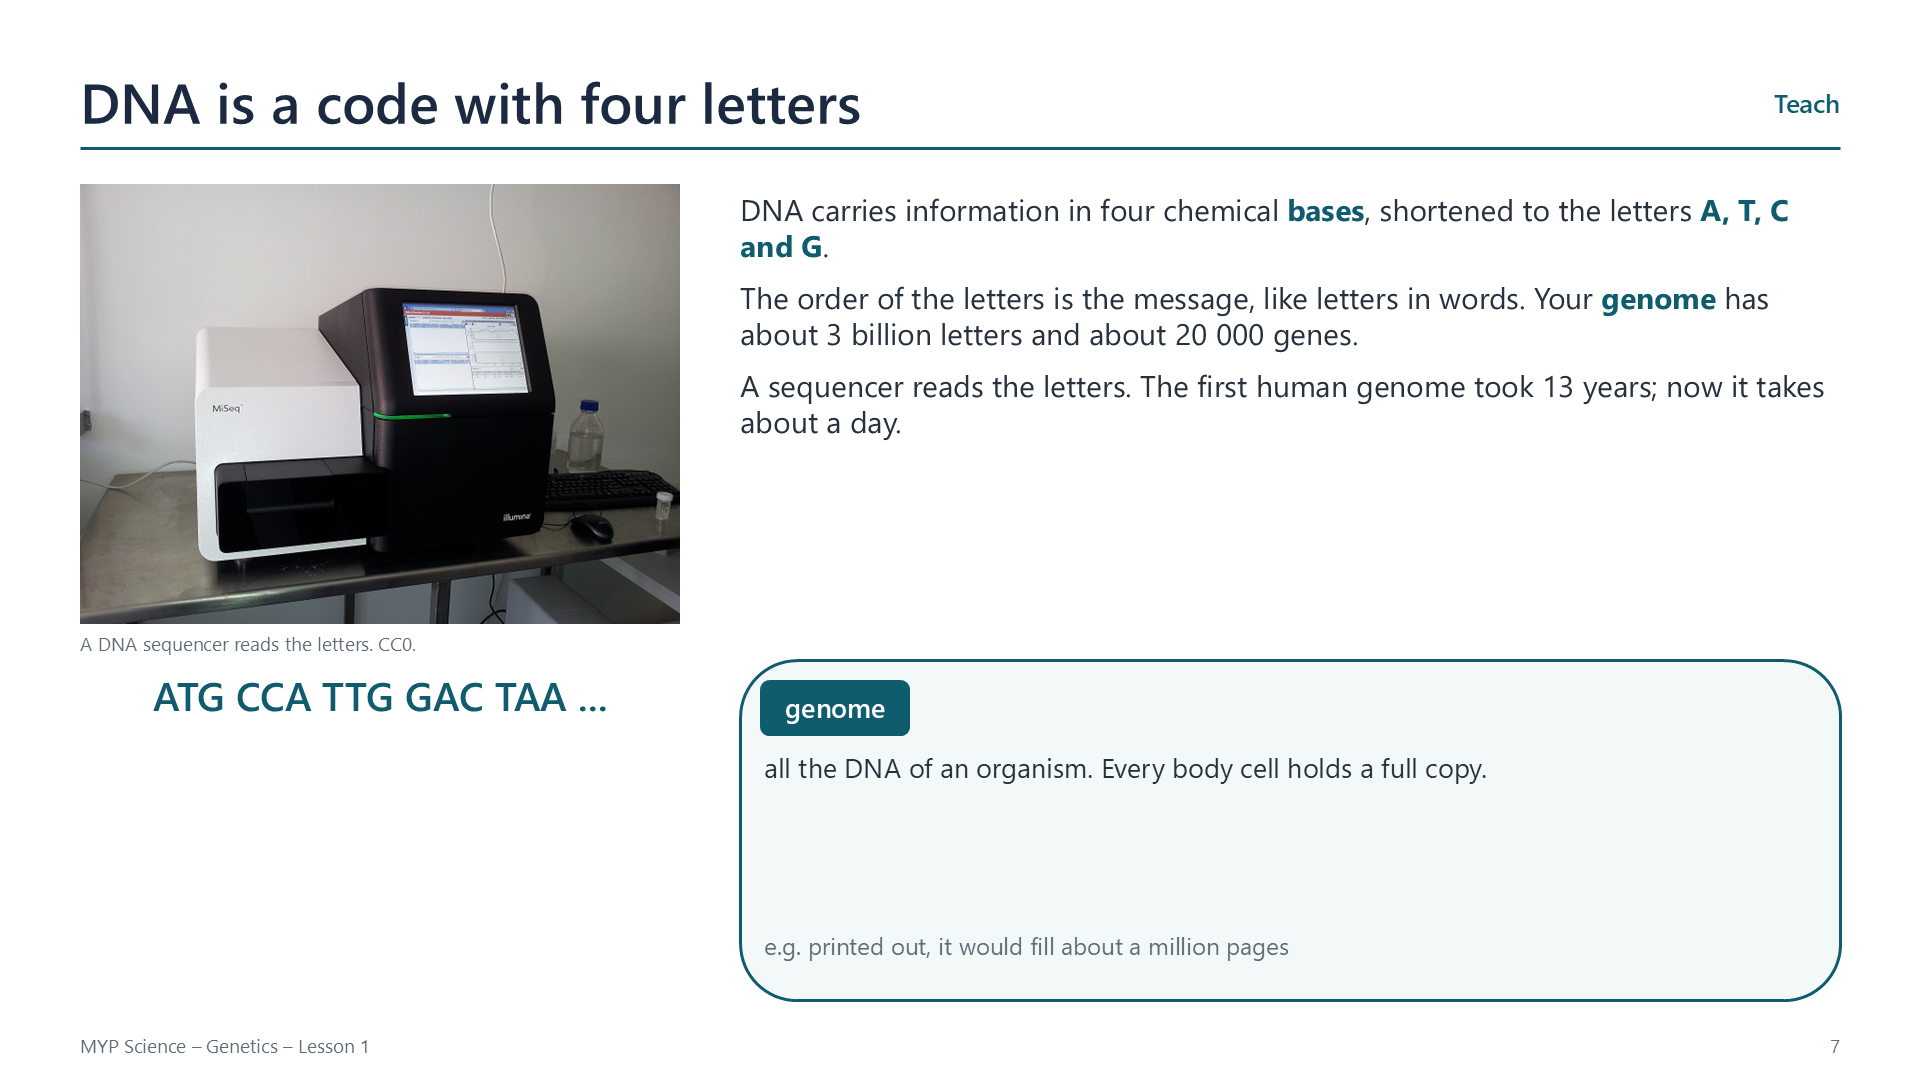 DNA is a code with four letters
Teach
MiSeq
illumina
A DNA sequencer reads the letters. CC0.
ATG CCA TTG GAC TAA ...
DNA carries information in four chemical bases, shortened to the letters A, T, C
and G.
The order of the letters is the message, like letters in words. Your genome has
about 3 billion letters and about 20 000 genes.
A sequencer reads the letters. The first human genome took 13 years; now it takes
about a day.
genome
all the DNA of an organism. Every body cell holds a full copy.
e.g. printed out, it would fill about a million pages
MYP Science – Genetics – Lesson 1
7